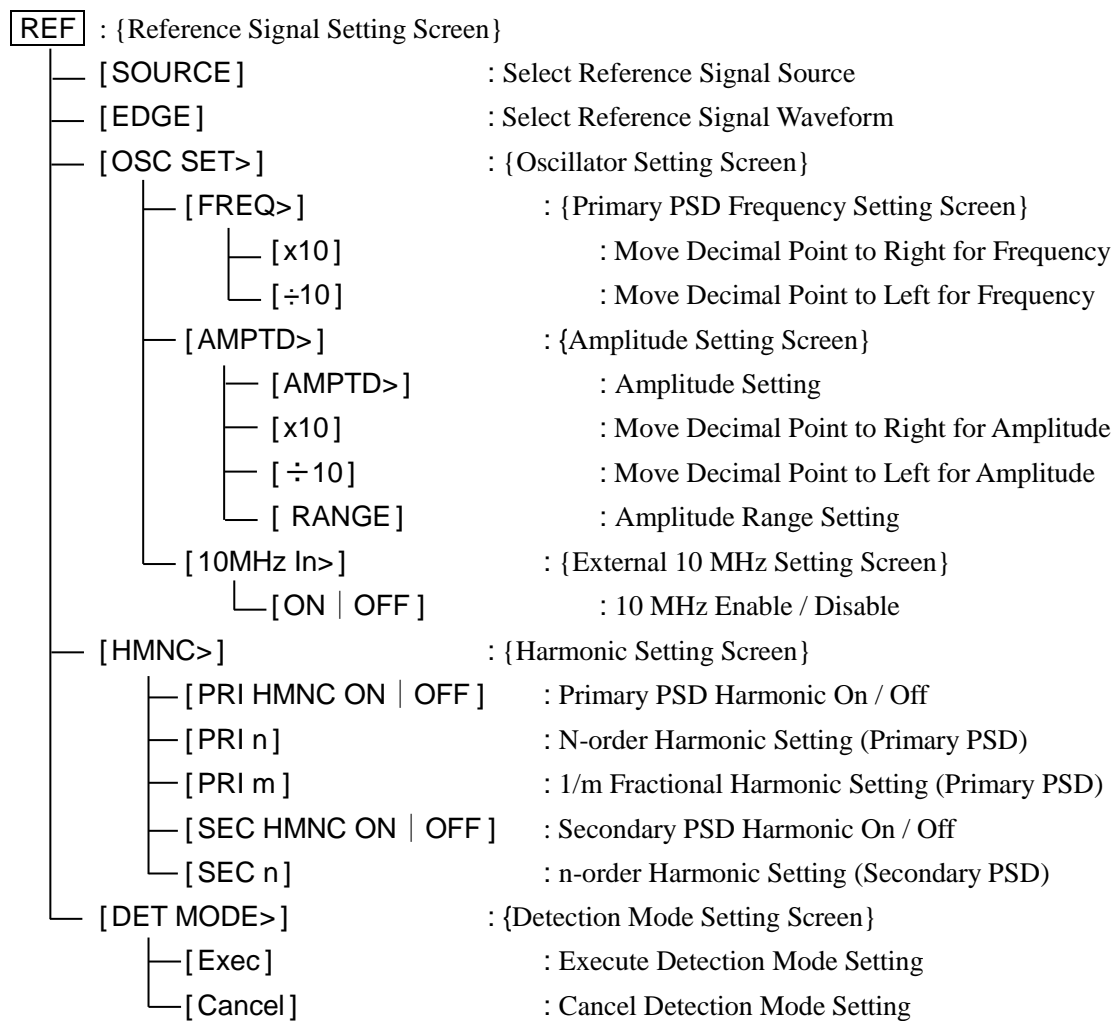 REF : {Reference Signal Setting Screen}
[SOURCE] : Select Reference Signal Source
[EDGE] : Select Reference Signal Waveform
[OSC SET>] : {Oscillator Setting Screen}
[FREQ>] : {Primary PSD Frequency Setting Screen}
[x10] : Move Decimal Point to Right for Frequency
[÷10] : Move Decimal Point to Left for Frequency
[AMPTD>] : {Amplitude Setting Screen}
[AMPTD>] : Amplitude Setting
[x10] : Move Decimal Point to Right for Amplitude
[÷10] : Move Decimal Point to Left for Amplitude
[ RANGE] : Amplitude Range Setting
[10MHz In>] : {External 10 MHz Setting Screen}
[ON｜OFF] : 10 MHz Enable / Disable
[HMNC>] : {Harmonic Setting Screen}
[PRI HMNC ON｜OFF] : Primary PSD Harmonic On / Off
[PRI n] : N-order Harmonic Setting (Primary PSD)
[PRI m] : 1/m Fractional Harmonic Setting (Primary PSD)
[SEC HMNC ON｜OFF] : Secondary PSD Harmonic On / Off
[SEC n] : n-order Harmonic Setting (Secondary PSD)
[DET MODE>] : {Detection Mode Setting Screen}
[Exec] : Execute Detection Mode Setting
[Cancel] : Cancel Detection Mode Setting